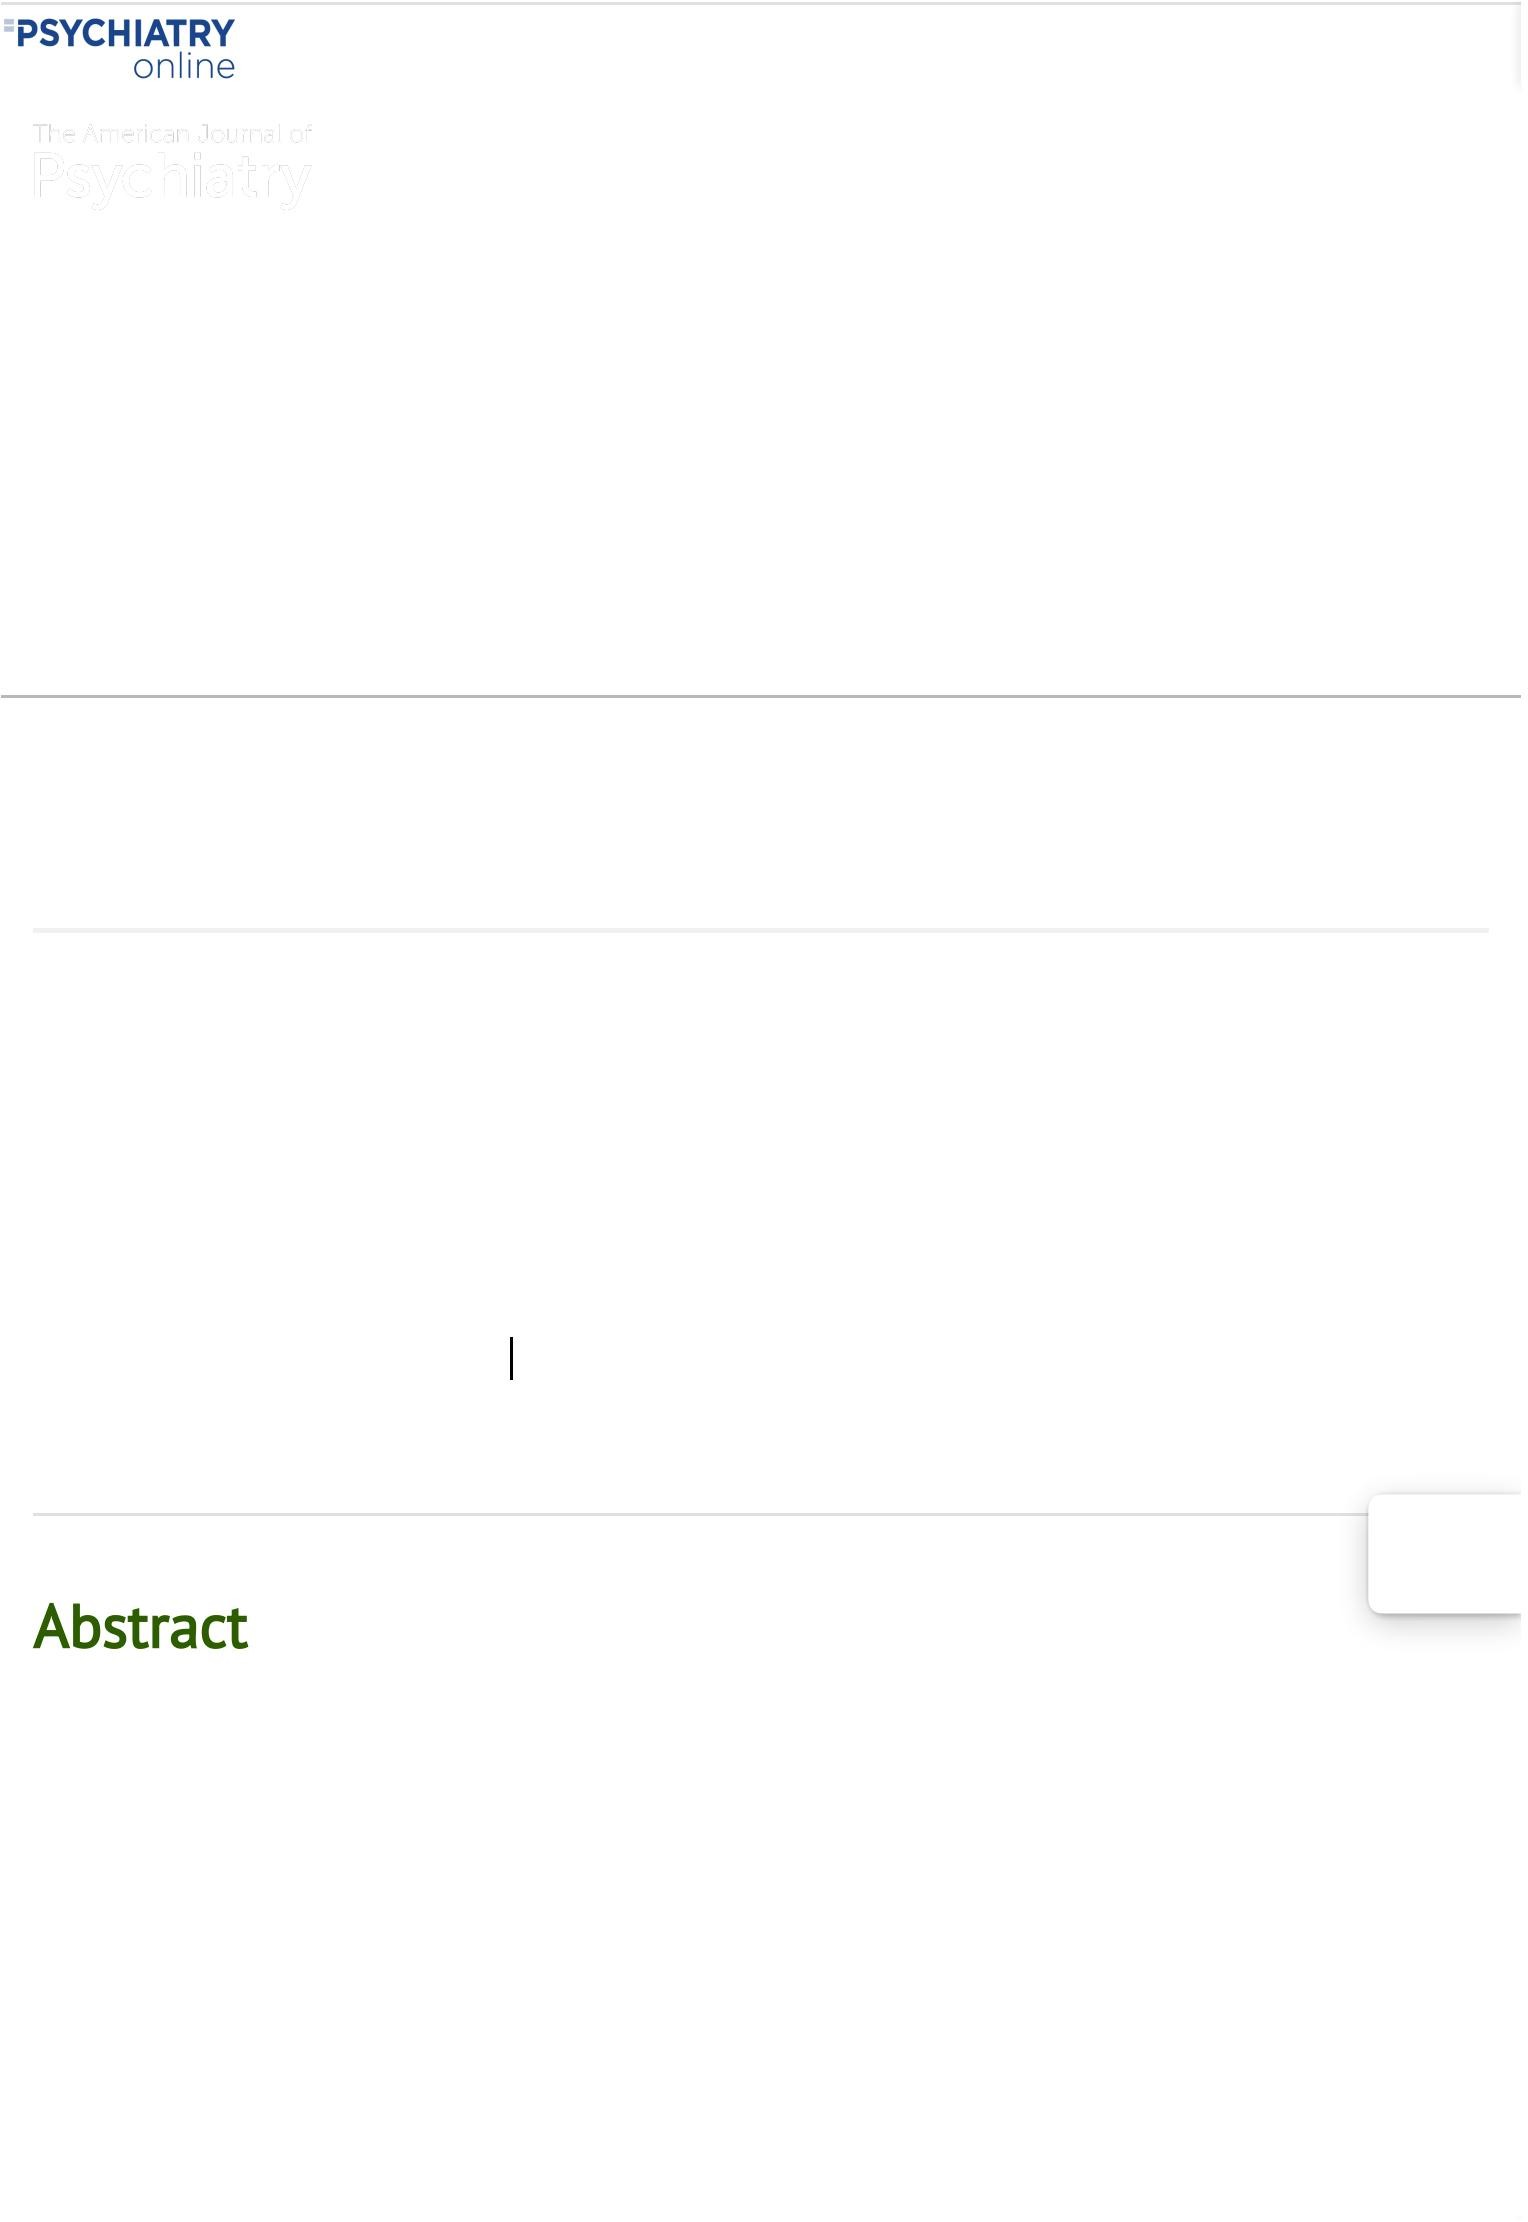 PSYCHIATRY
online
The American Journal of
Psychiatry
Abstract